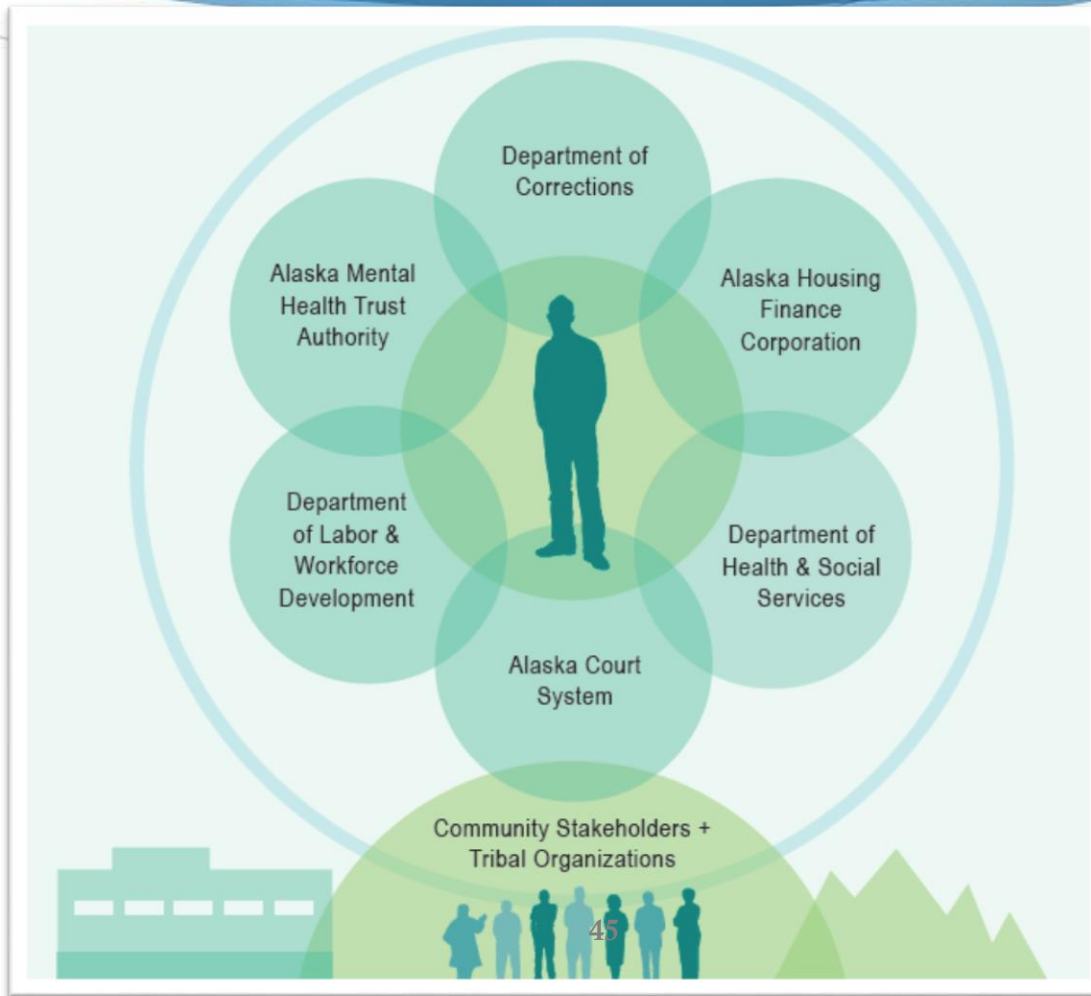 Department of
Corrections
Alaska Mental
Health Trust
Authority
Alaska Housing
Finance
Corporation
Department
of Labor &
Workforce
Development
Department of
Health & Social
Services
Alaska Court
System
Community Stakeholders +
Tribal Organizations
45